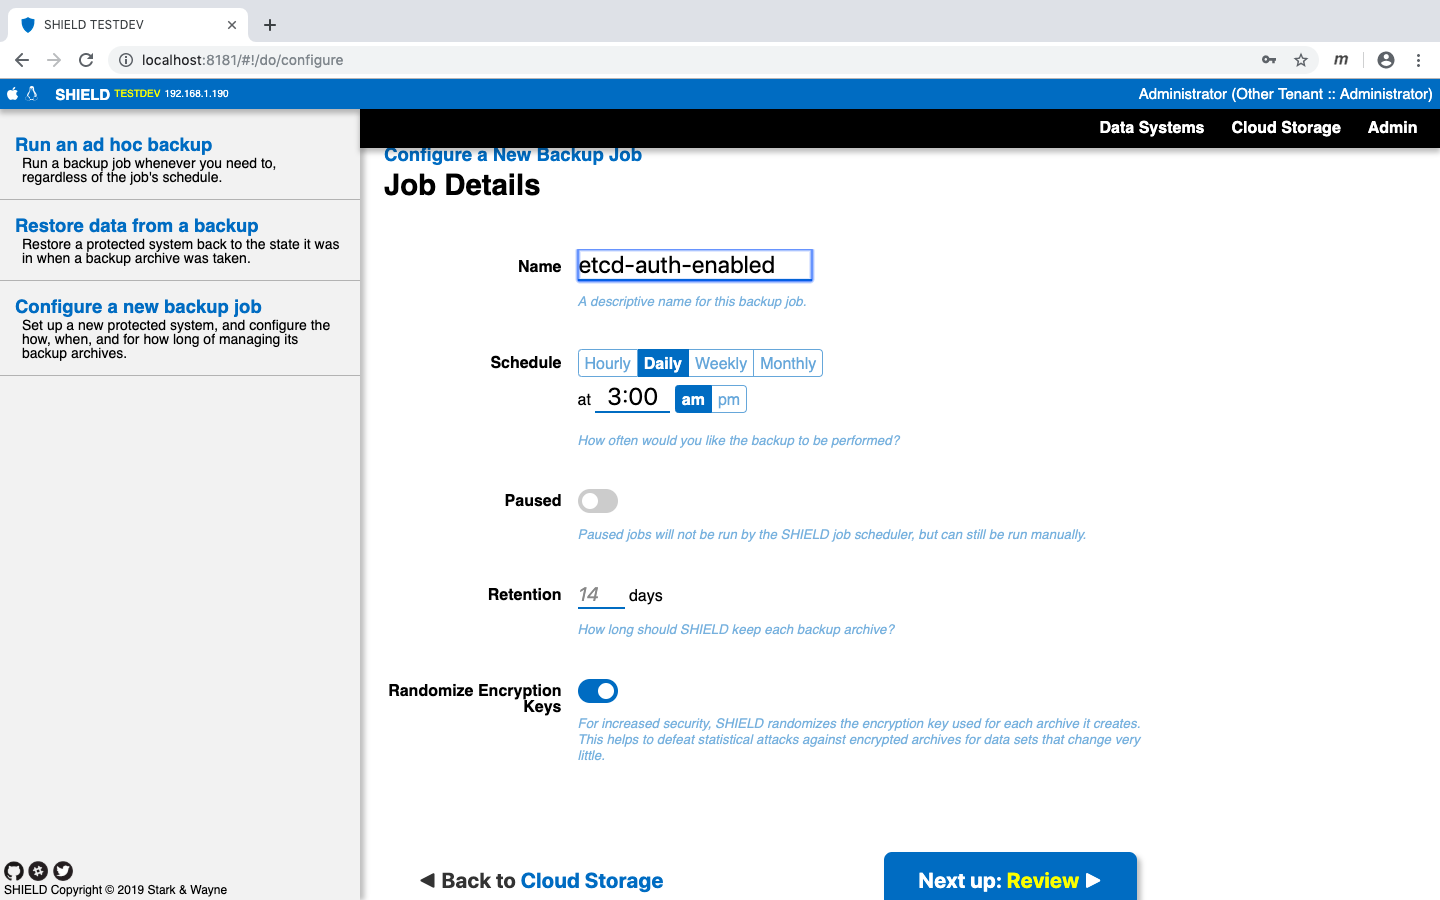 SHIELD TESTDEV
localhost:8181/#!/do/configure
m
SHIELD TESTDEV 192.168.1.190
Administrator (Other Tenant :: Administrator)
Data Systems Cloud Storage Admin
Run an ad hoc backup
Run a backup job whenever you need to,
regardless of the job's schedule.
Restore data from a backup
Restore a protected system back to the state it was
in when a backup archive was taken.
Configure a new backup job
Set up a new protected system, and configure the
how, when, and for how long of managing its
backup archives.
SHIELD Copyright © 2019 Stark & Wayne
Configure a New Backup Job
Job Details
Name etcd-auth-enabled
A descriptive name for this backup job.
Schedule Hourly Daily Weekly Monthly
at 3:00 am pm
How often would you like the backup to be performed?
Paused
Paused jobs will not be run by the SHIELD job scheduler, but can still be run manually.
Retention 14 days
How long should SHIELD keep each backup archive?
Randomize Encryption
Keys
For increased security, SHIELD randomizes the encryption key used for each archive it creates.
This helps to defeat statistical attacks against encrypted archives for data sets that change very
little.
◀ Back to Cloud Storage
Next up: Review ▶